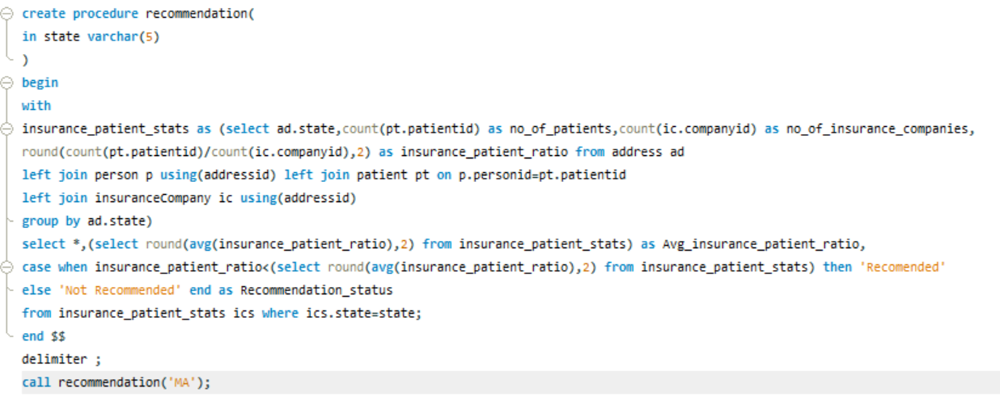 create procedure recommendation(
in state varchar(5)
)
begin
with
insurance_patient_stats as (select ad.state,count(pt.patientid) as no_of_patients,count(ic.companyid) as no_of_insurance_companies,
round(count(pt.patientid)/count(ic.companyid),2) as insurance_patient_ratio from address ad
left join person p using(addressid) left join patient pt on p.personid=pt.patientid
left join insuranceCompany ic using(addressid)
group by ad.state)
select *,(select round(avg(insurance_patient_ratio),2) from insurance_patient_stats) as Avg_insurance_patient_ratio,
case when insurance_patient_ratio<(select round(avg(insurance_patient_ratio),2) from insurance_patient_stats) then 'Recomended'
else 'Not Recommended' end as Recommendation_status
from insurance_patient_stats ics where ics.state=state;
end $$
delimiter ;
call recommendation('MA');